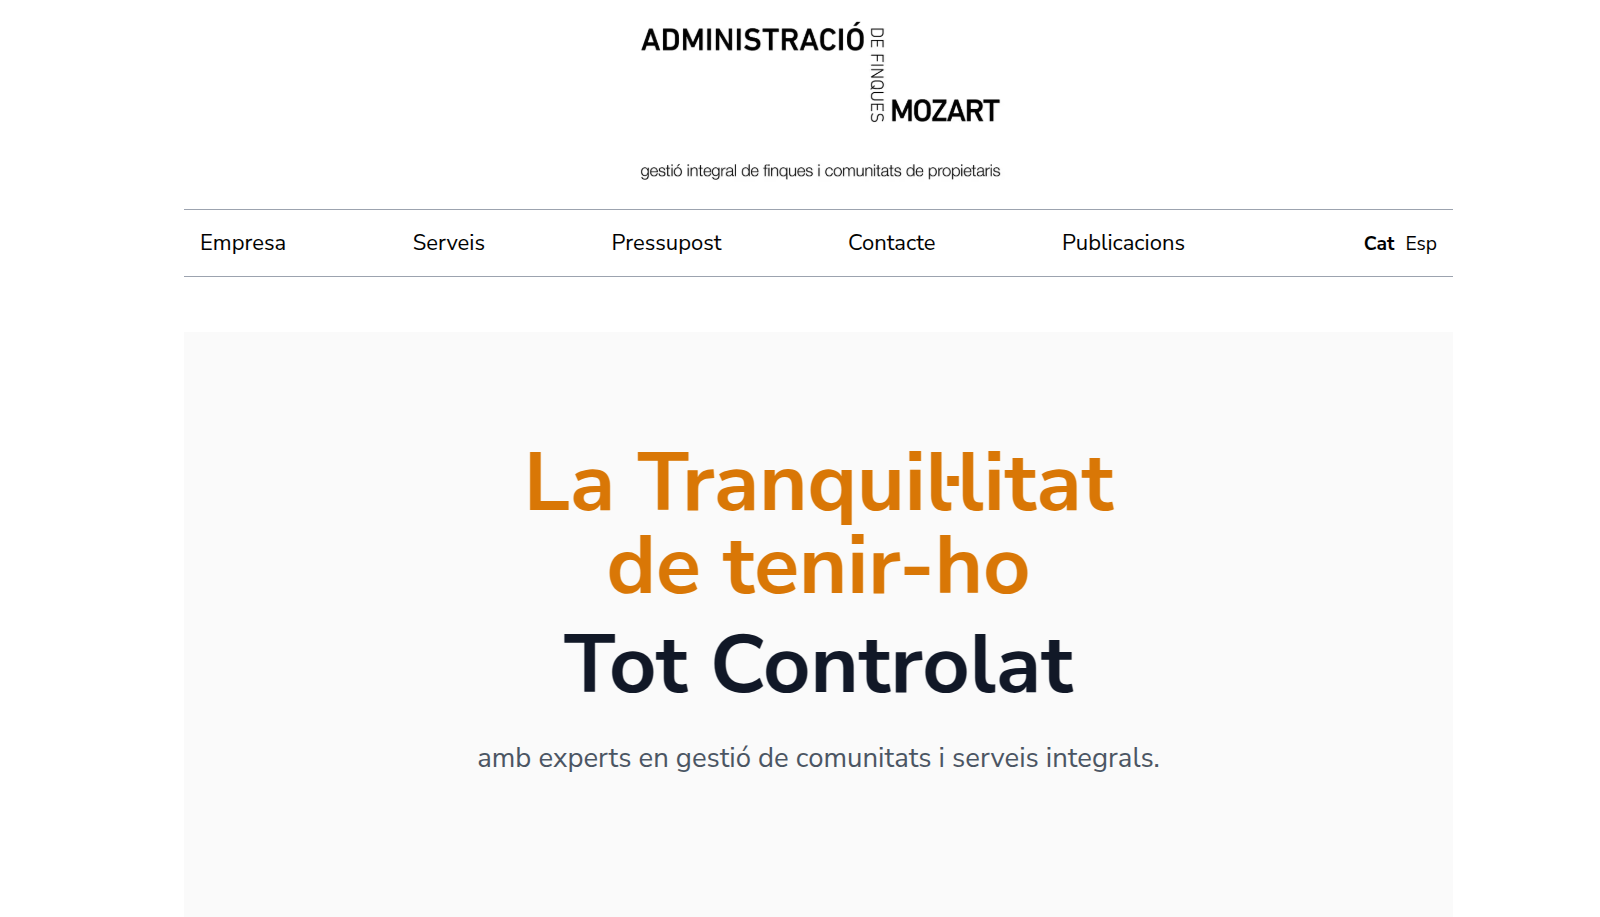 ADMINISTRACIÓ
DE FINQUES
MOZART
gestió integral de finques i comunitats de propietaris
Empresa Serveis Pressupost Contacte Publicacions Cat Esp
La Tranquil·litat
de tenir-ho
Tot Controlat
amb experts en gestió de comunitats i serveis integrals.